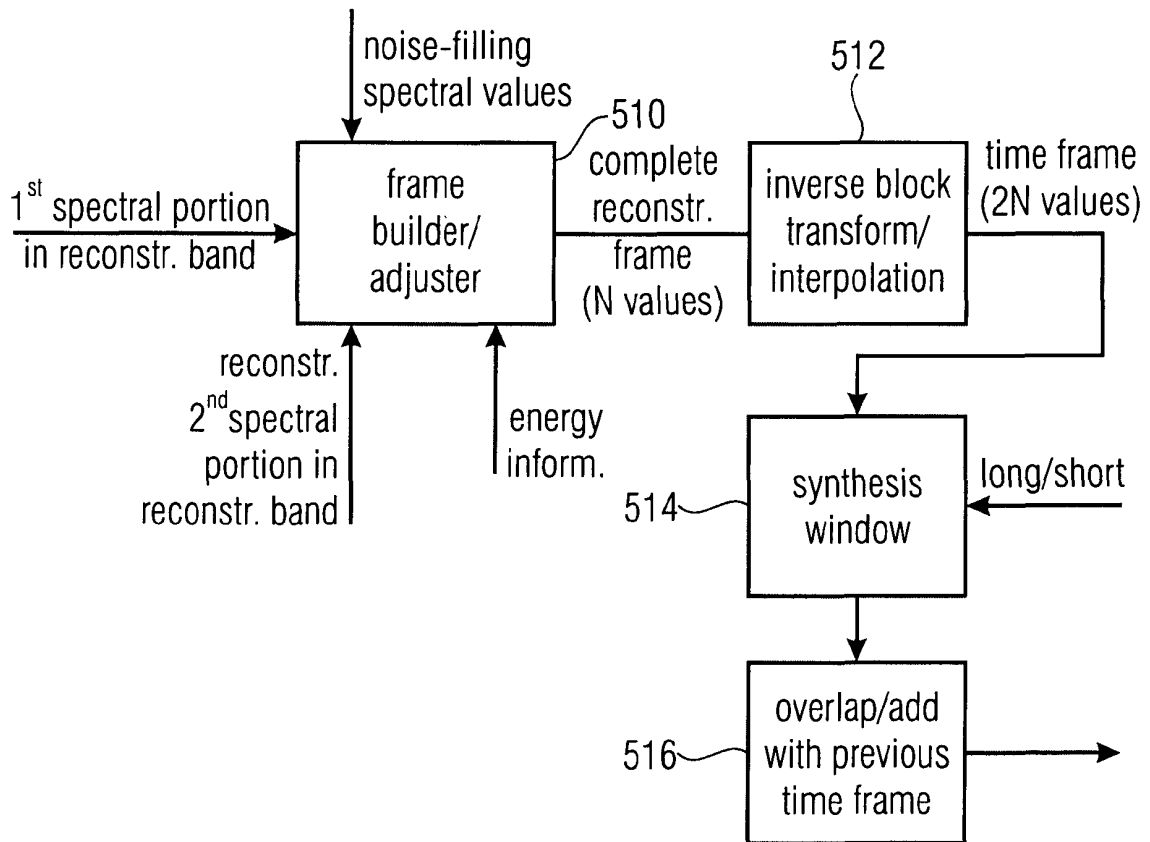 noise-filling
spectral values
510
512
1st spectral portion
in reconstr. band
frame
builder/
adjuster
complete
reconstr.
frame
(N values)
inverse block
transform/
interpolation
time frame
(2N values)
reconstr.
2nd spectral
portion in
reconstr. band
energy
inform.
514
synthesis
window
long/short
516
overlap/add
with previous
time frame